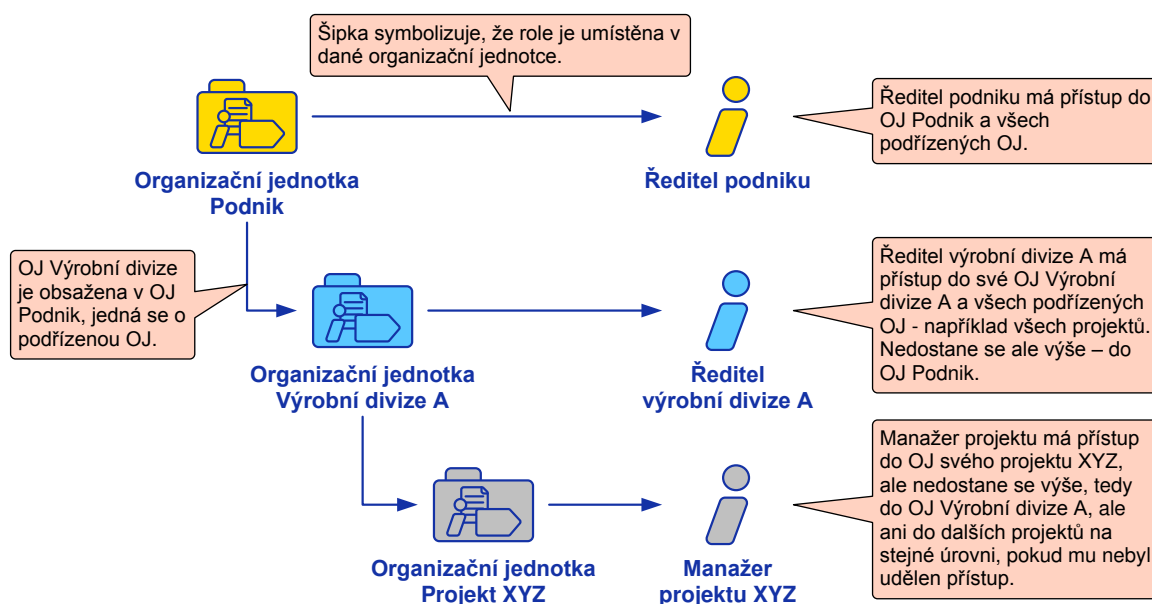 Šipka symbolizuje, že role je umístěna v
dané organizační jednotce.
Ředitel podniku má přístup do
OJ Podnik a všech
podřízených OJ.
Organizační jednotka
Podnik
Ředitel podniku
OJ Výrobní divize
je obsažena v OJ
Podnik, jedná se o
podřízenou OJ.
Ředitel výrobní divize A má
přístup do své OJ Výrobní
divize A a všech podřízených
OJ - například všech projektů.
Nedostane se ale výše – do
OJ Podnik.
Organizační jednotka
Výrobní divize A
Ředitel
výrobní divize A
Manažer projektu má přístup
do OJ svého projektu XYZ,
ale nedostane se výše, tedy
do OJ Výrobní divize A, ale
ani do dalších projektů na
stejné úrovni, pokud mu nebyl
udělen přístup.
Organizační jednotka
Projekt XYZ
Manažer
projektu XYZ